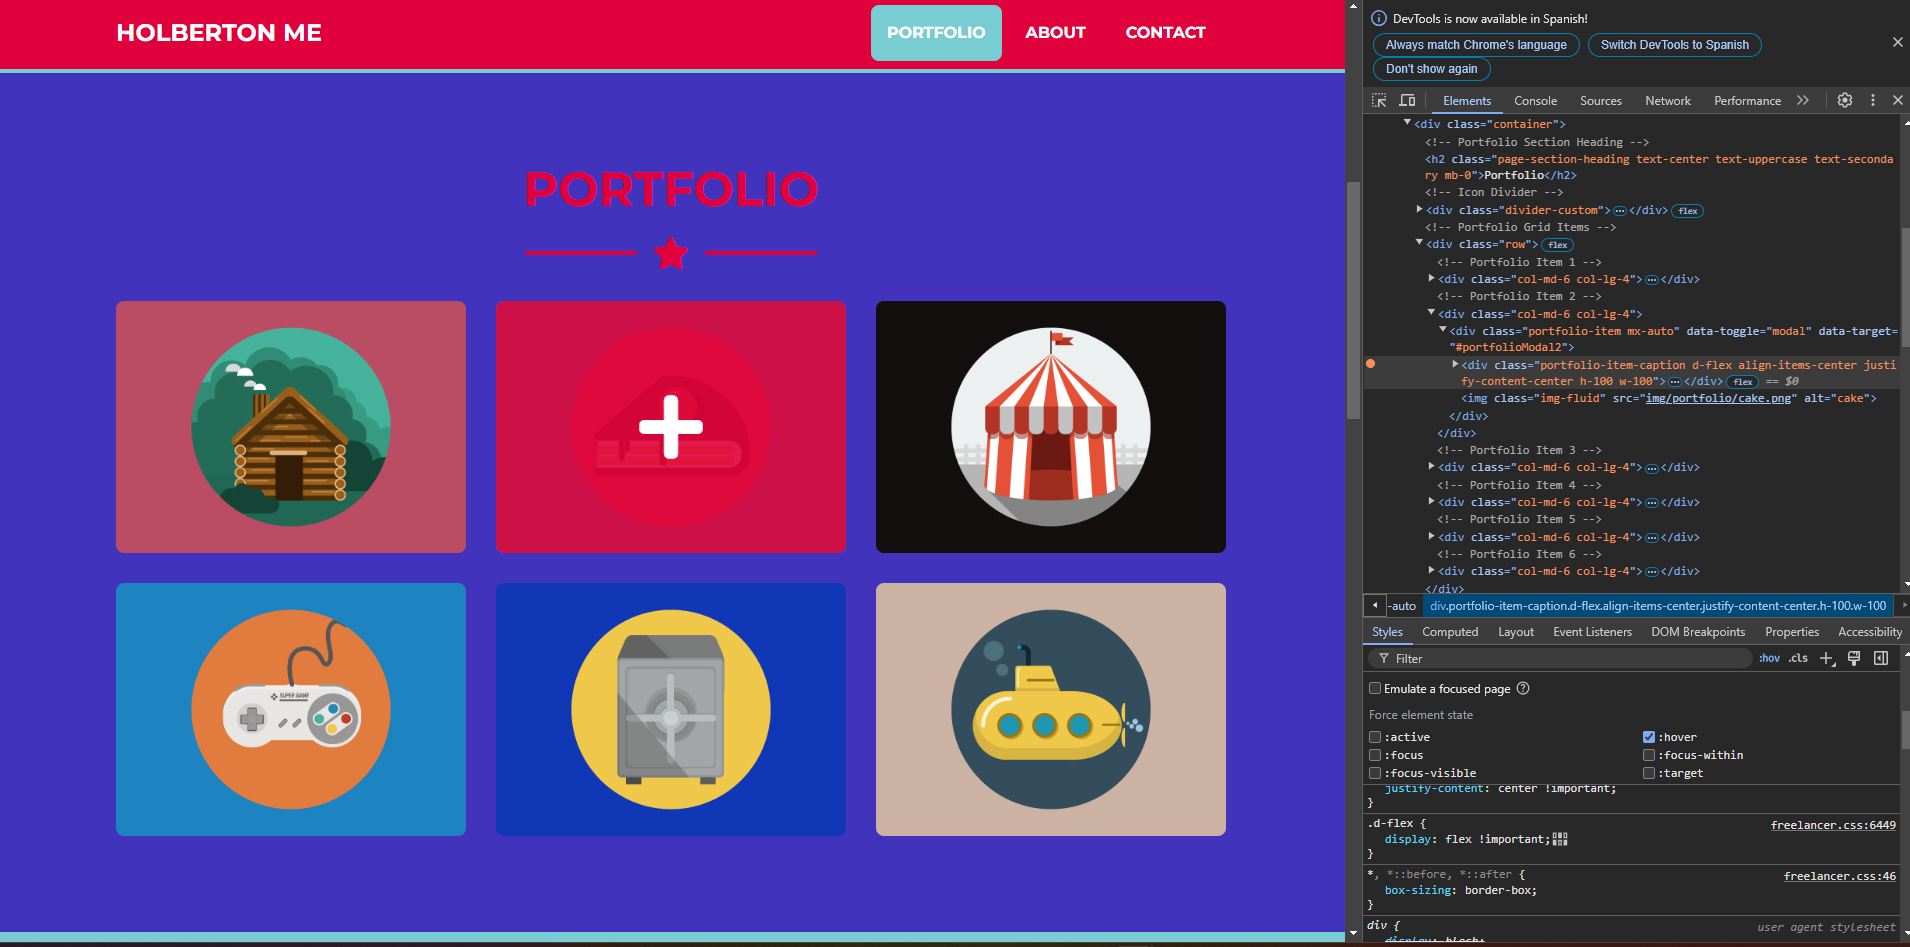 HOLBERTON ME
PORTFOLIO
ABOUT
CONTACT
PORTFOLIO
SUPER GAME
DevTools is now available in Spanish!
Always match Chrome's language
Switch DevTools to Spanish
Don't show again
Elements
Console
Sources
Network
Performance
<div class="container">
<!-- Portfolio Section Heading -->
<h2 class="page-section-heading text-center text-uppercase text-seconda
ry mb-0">Portfolio</h2>
<!-- Icon Divider -->
<div class="divider-custom">…</div> flex
<!-- Portfolio Grid Items -->
<div class="row"> flex
<!-- Portfolio Item 1 -->
<div class="col-md-6 col-lg-4">…</div>
<!-- Portfolio Item 2 -->
<div class="col-md-6 col-lg-4">
<div class="portfolio-item mx-auto" data-toggle="modal" data-target=
"#portfolioModal2">
<div class="portfolio-item-caption d-flex align-items-center justi
fy-content-center h-100 w-100">…</div> flex == $0
<img class="img-fluid" src="img/portfolio/cake.png" alt="cake">
</div>
</div>
<!-- Portfolio Item 3 -->
<div class="col-md-6 col-lg-4">…</div>
<!-- Portfolio Item 4 -->
<div class="col-md-6 col-lg-4">…</div>
<!-- Portfolio Item 5 -->
<div class="col-md-6 col-lg-4">…</div>
<!-- Portfolio Item 6 -->
<div class="col-md-6 col-lg-4">…</div>
</div>
-auto
div.portfolio-item-caption.d-flex.align-items-center.justify-content-center.h-100.w-100
Styles
Computed
Layout
Event Listeners
DOM Breakpoints
Properties
Accessibility
Filter
:hov
.cls
Emulate a focused page
Force element state
:active
:hover
:focus
:focus-within
:focus-visible
:target
justify-content: center !important;
}
.d-flex {
freelancer.css:6449
display: flex !important;
}
*, *::before, *::after {
freelancer.css:46
box-sizing: border-box;
}
div {
user agent stylesheet
display: block;